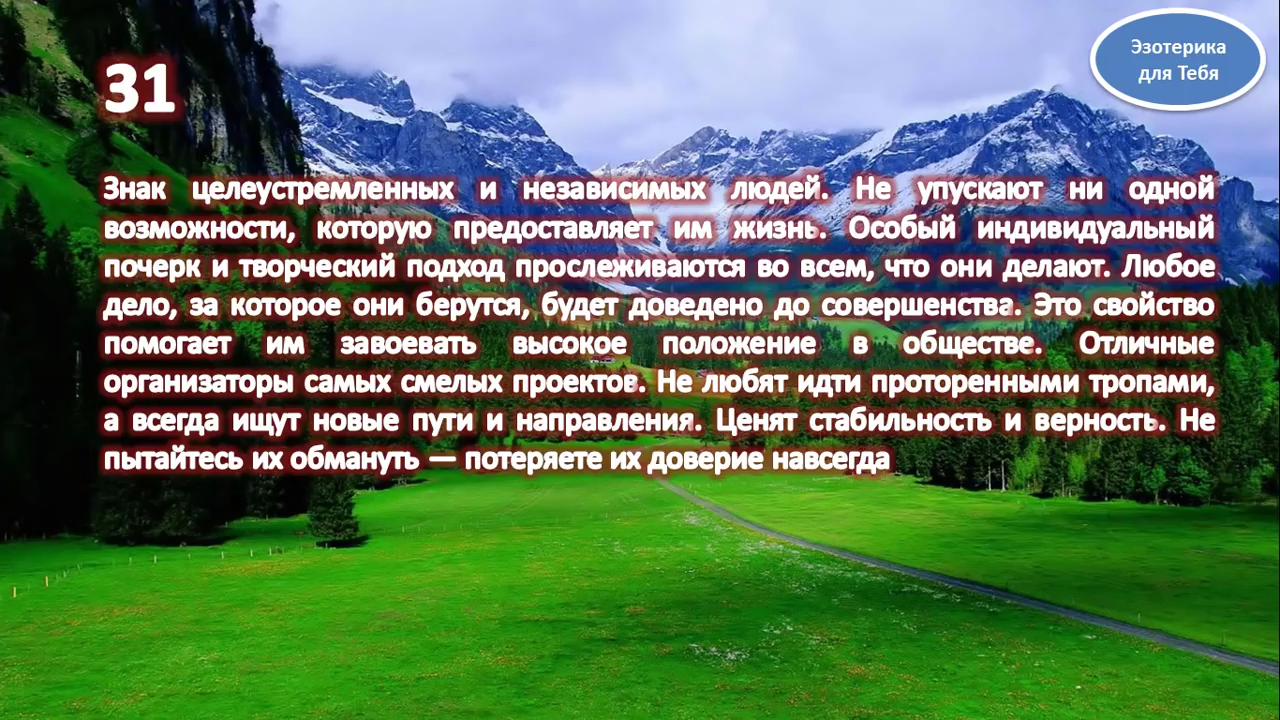 Эзотерика
для Тебя
31
Знак целеустремленных и независимых людей. Не упускают ни одной
возможности, которую предоставляет им жизнь. Особый индивидуальный
почерк и творческий подход прослеживаются во всем, что они делают. Любое
дело, за которое они берутся, будет доведено до совершенства. Это свойство
помогает им завоевать высокое положение в обществе. Отличные
организаторы самых смелых проектов. Не любят идти проторенными тропами,
а всегда ищут новые пути и направления. Ценят стабильность и верность. Не
пытайтесь их обмануть — потеряете их доверие навсегда